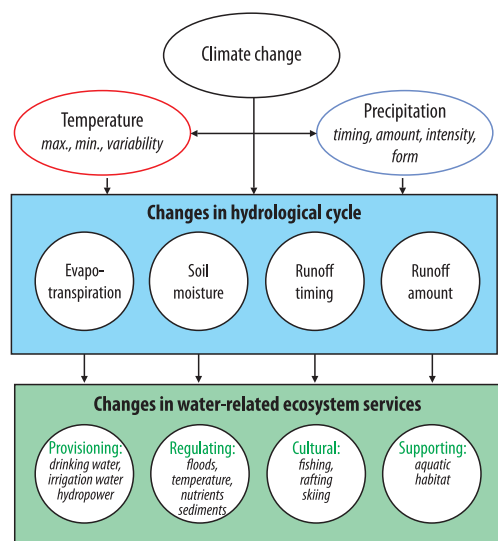 Climate change
Temperature
max., min., variability
Precipitation
timing, amount, intensity,
form
Changes in hydrological cycle
Evapo-
transpiration
Soil
moisture
Runoff
timing
Runoff
amount
Changes in water-related ecosystem services
Provisioning:
drinking water,
irrigation water
hydropower
Regulating:
floods,
temperature,
nutrients
sediments
Cultural:
fishing,
rafting
skiing
Supporting:
aquatic
habitat